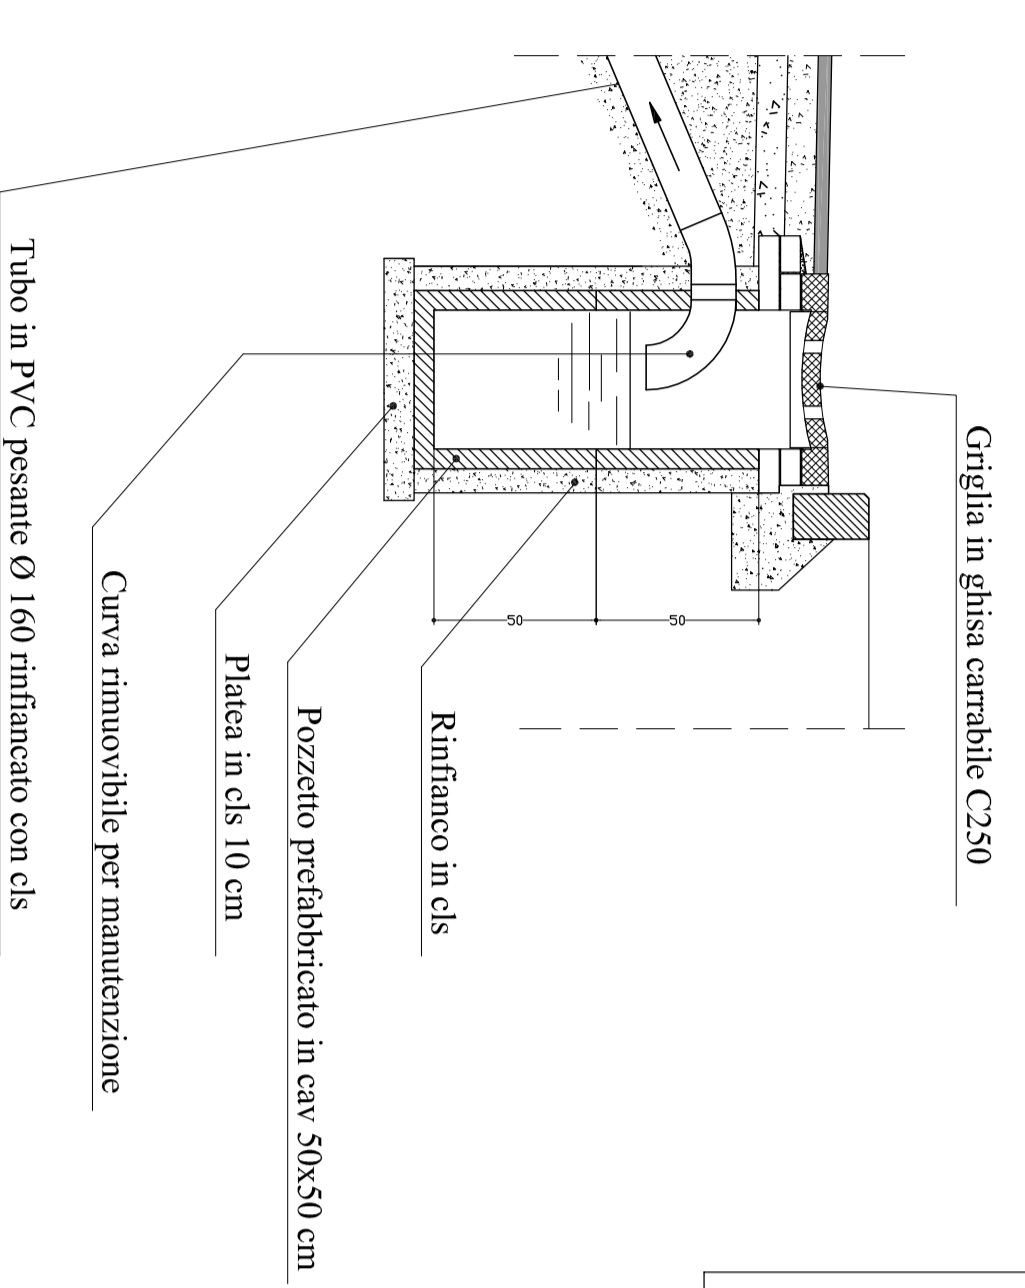 Griglia in ghisa carrabile C250
50
50
Rinfianco in cls
Pozzetto prefabbricato in cav 50x50 cm
Platea in cls 10 cm
Curva rimuovibile per manutenzione
Tubo in PVC pesante Ø 160 rinfiancato con cls